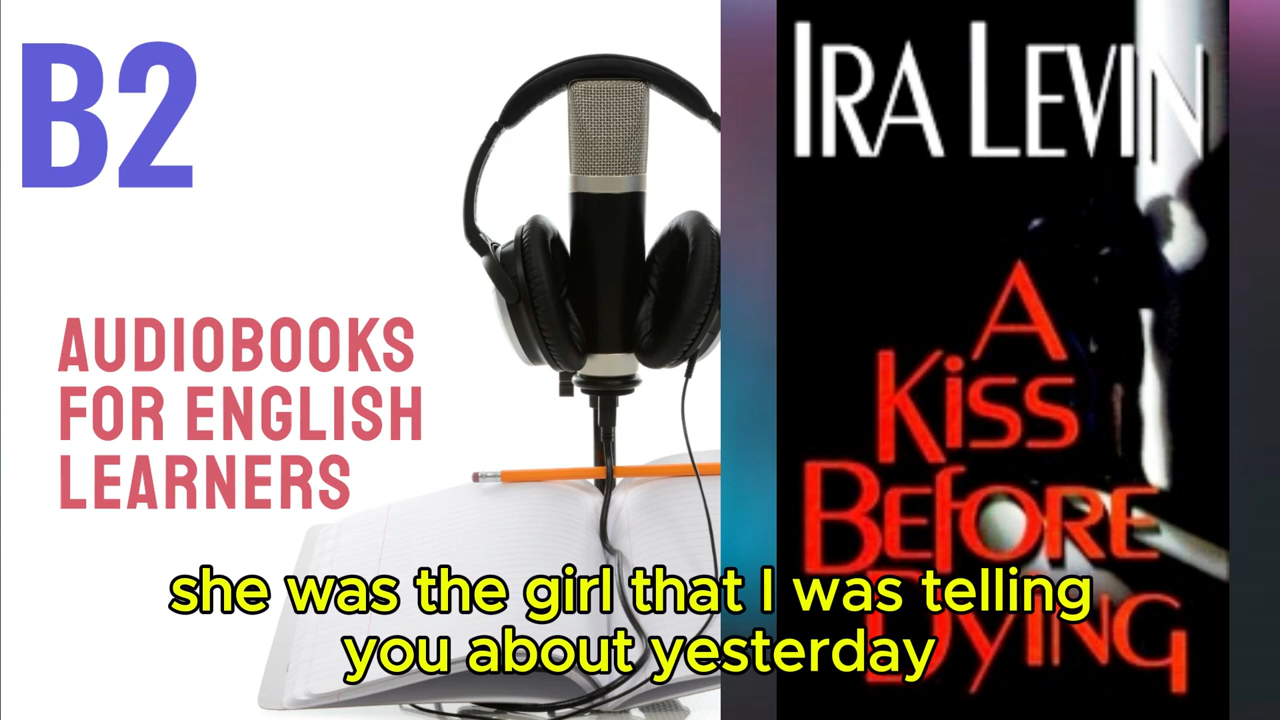 B2
AUDIOBOOKS
FOR ENGLISH
LEARNERS
IRA LEVIN
A
KISS
BEFORE
DYING
she was the girl that I was telling
you about yesterday